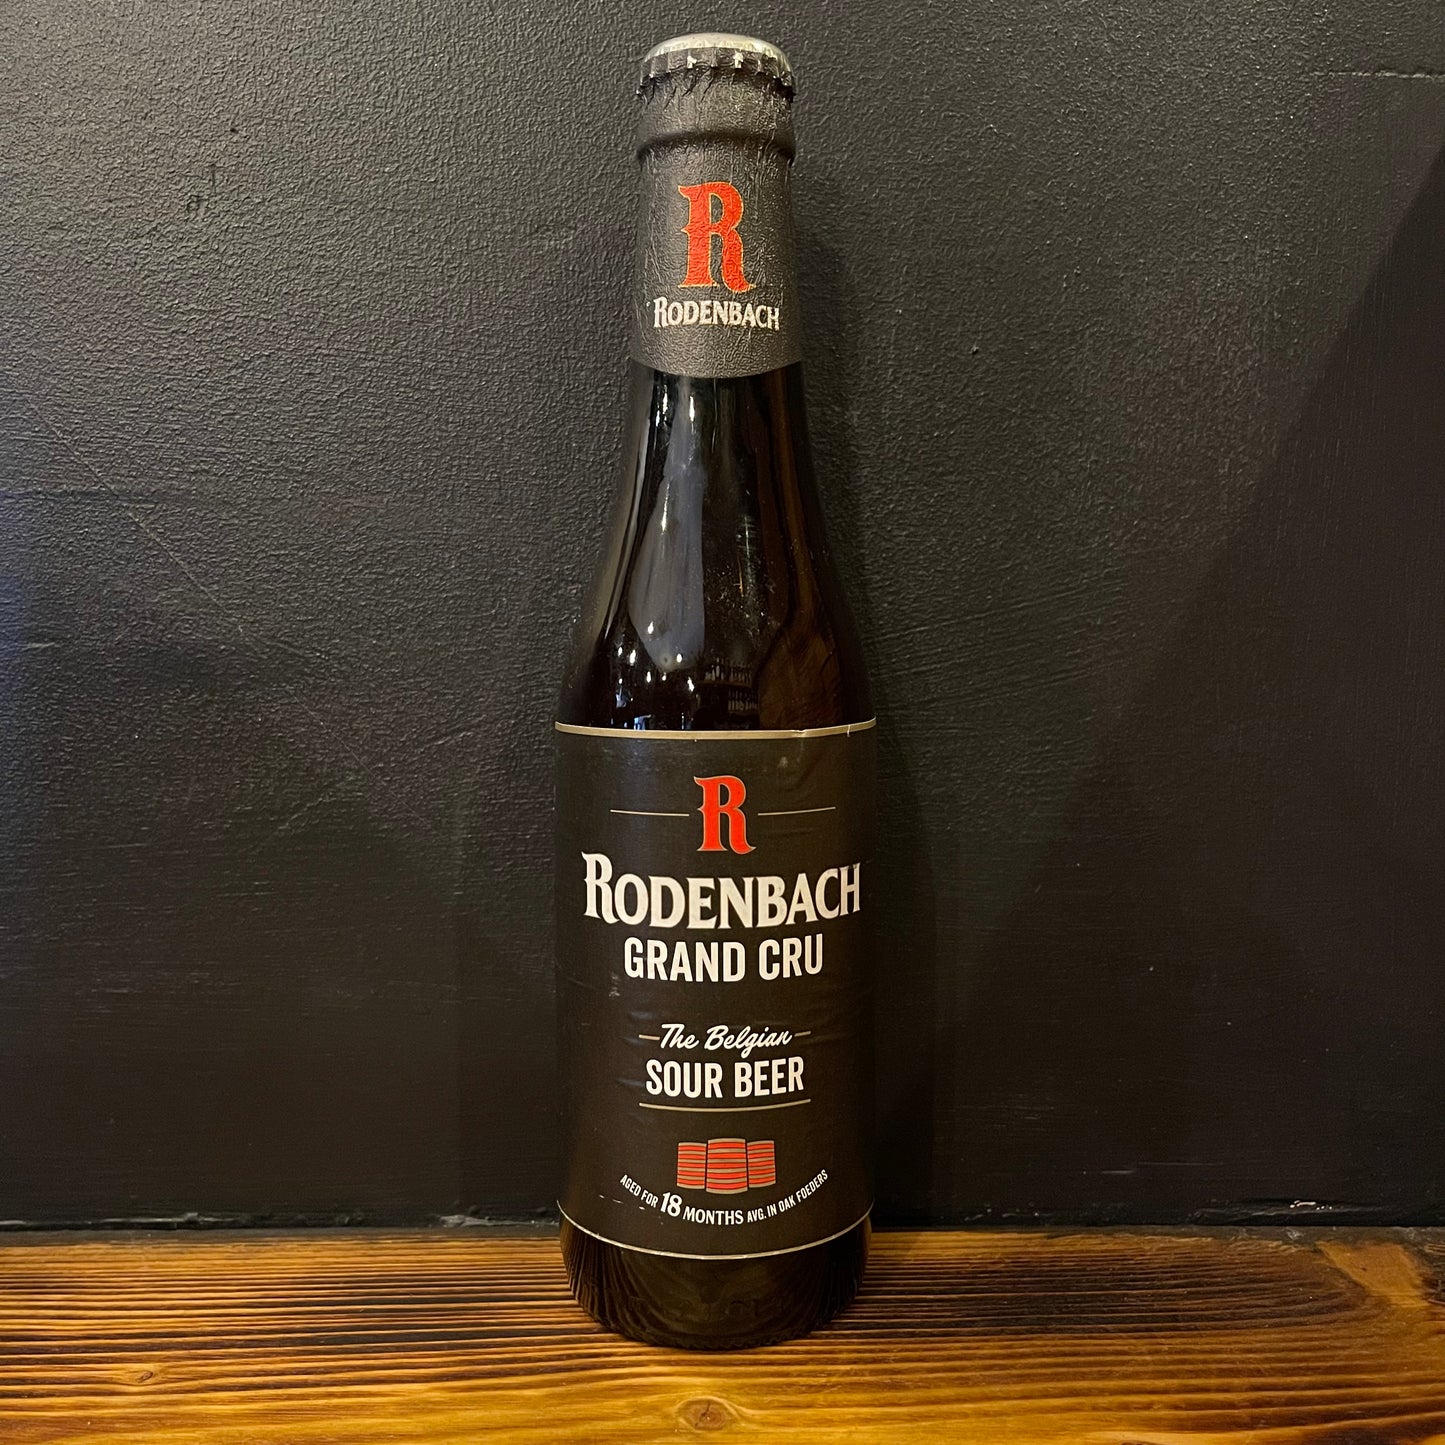 R
RODENBACH
R
RODENBACH
GRAND CRU
The Belgian
SOUR BEER
AGED FOR 18 MONTHS AVG. IN OAK FOEDERS